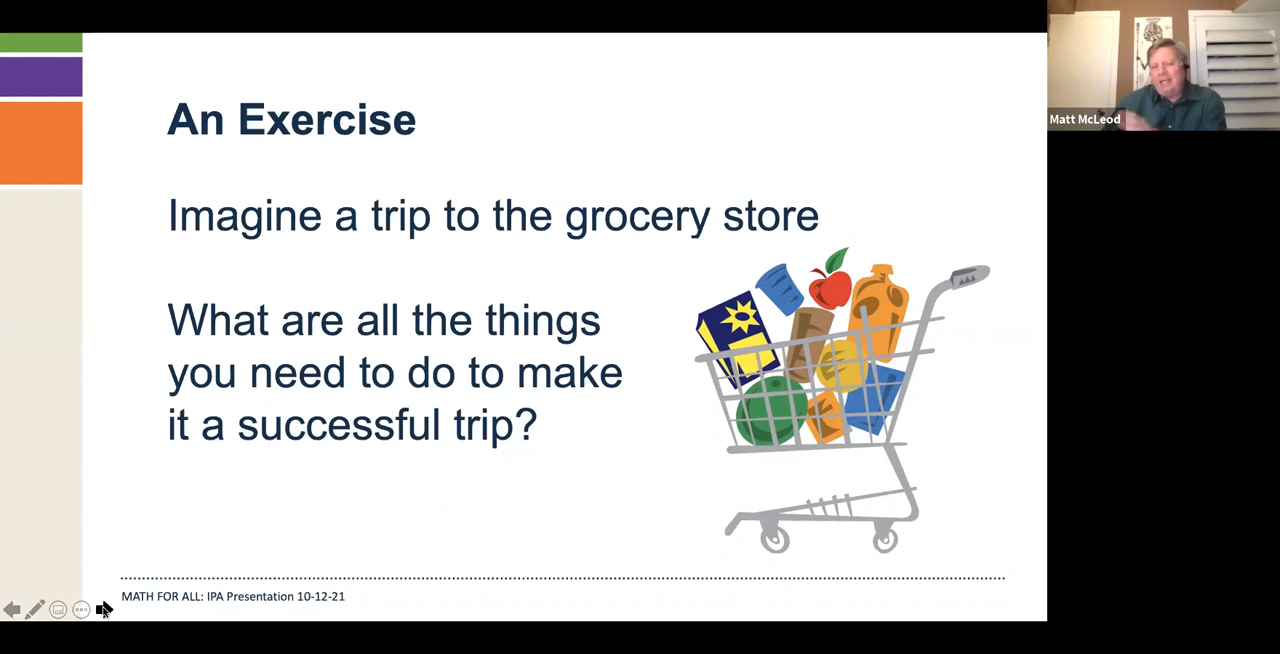 An Exercise
Imagine a trip to the grocery store
What are all the things
you need to do to make
it a successful trip?
MATH FOR ALL: IPA Presentation 10-12-21
Matt McLeod